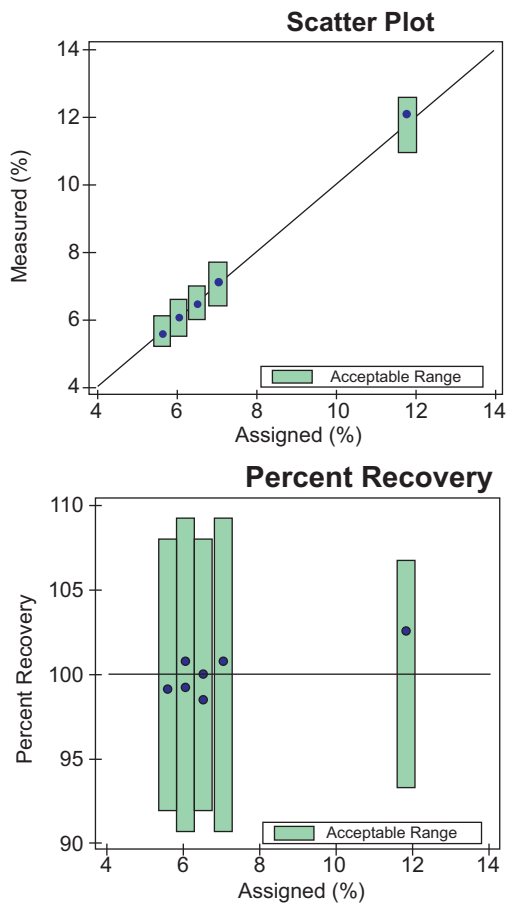 Scatter Plot
14
12
10
8
6
4
Measured (%)
Acceptable Range
4 6 8 10 12 14
Assigned (%)
Percent Recovery
110
105
100
95
90
Percent Recovery
Acceptable Range
4 6 8 10 12 14
Assigned (%)